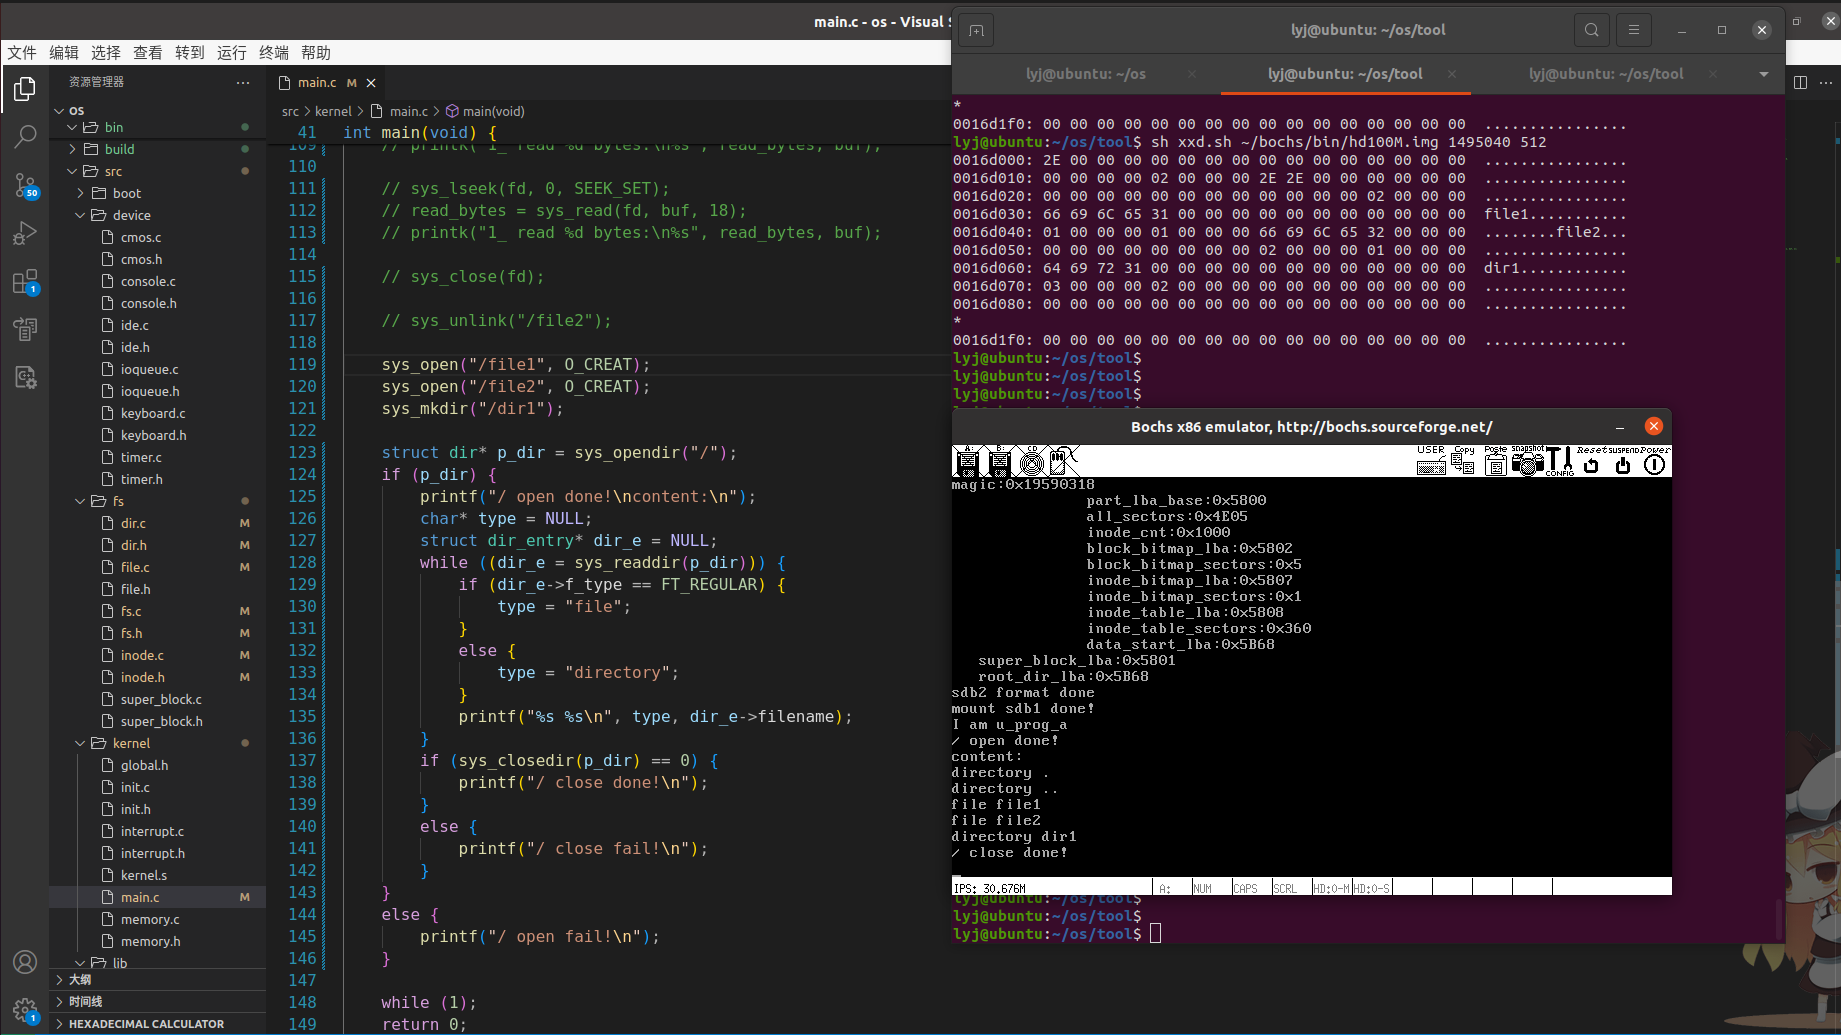 main.c - os - Visual S
文件 编辑 选择 查看 转到 运行 终端 帮助
资源管理器
OS
bin
build
src
boot
device
cmos.c
cmos.h
console.c
console.h
ide.c
ide.h
ioqueue.c
ioqueue.h
keyboard.c
keyboard.h
timer.c
timer.h
fs
dir.c M
dir.h M
file.c M
file.h
fs.c M
fs.h M
inode.c M
inode.h M
super_block.c
super_block.h
kernel
global.h
init.c
init.h
interrupt.c
interrupt.h
kernel.s
main.c M
memory.c
memory.h
lib
大纲
时间线
HEXADECIMAL CALCULATOR
50
1
1
main.c M
src > kernel > main.c > main(void)
41 int main(void) {
109 // printk("1_ read %d bytes:\n%s", read_bytes, buf);
110
111 // sys_lseek(fd, 0, SEEK_SET);
112 // read_bytes = sys_read(fd, buf, 18);
113 // printk("1_ read %d bytes:\n%s", read_bytes, buf);
114
115 // sys_close(fd);
116
117 // sys_unlink("/file2");
118
119 sys_open("/file1", O_CREAT);
120 sys_open("/file2", O_CREAT);
121 sys_mkdir("/dir1");
122
123 struct dir* p_dir = sys_opendir("/");
124 if (p_dir) {
125 printf("/ open done!\ncontent:\n");
126 char* type = NULL;
127 struct dir_entry* dir_e = NULL;
128 while ((dir_e = sys_readdir(p_dir))) {
129 if (dir_e->f_type == FT_REGULAR) {
130 type = "file";
131 }
132 else {
133 type = "directory";
134 }
135 printf("%s %s\n", type, dir_e->filename);
136 }
137 if (sys_closedir(p_dir) == 0) {
138 printf("/ close done!\n");
139 }
140 else {
141 printf("/ close fail!\n");
142 }
143 }
144 else {
145 printf("/ open fail!\n");
146 }
147
148 while (1);
149 return 0;
lyj@ubuntu: ~/os/tool
lyj@ubuntu: ~/os
lyj@ubuntu: ~/os/tool
lyj@ubuntu: ~/os/tool
*
0016d1f0: 00 00 00 00 00 00 00 00 00 00 00 00 00 00 00 00 ................
lyj@ubuntu:~/os/tool$ sh xxd.sh ~/bochs/bin/hd100M.img 1495040 512
0016d000: 2E 00 00 00 00 00 00 00 00 00 00 00 00 00 00 00 ................
0016d010: 00 00 00 00 02 00 00 00 2E 2E 00 00 00 00 00 00 ................
0016d020: 00 00 00 00 00 00 00 00 00 00 00 00 02 00 00 00 ................
0016d030: 66 69 6C 65 31 00 00 00 00 00 00 00 00 00 00 00 file1...........
0016d040: 01 00 00 00 01 00 00 00 66 69 6C 65 32 00 00 00 ........file2...
0016d050: 00 00 00 00 00 00 00 00 02 00 00 00 01 00 00 00 ................
0016d060: 64 69 72 31 00 00 00 00 00 00 00 00 00 00 00 00 dir1............
0016d070: 03 00 00 00 02 00 00 00 00 00 00 00 00 00 00 00 ................
0016d080: 00 00 00 00 00 00 00 00 00 00 00 00 00 00 00 00 ................
*
0016d1f0: 00 00 00 00 00 00 00 00 00 00 00 00 00 00 00 00 ................
lyj@ubuntu:~/os/tool$
lyj@ubuntu:~/os/tool$
lyj@ubuntu:~/os/tool$
Bochs x86 emulator, http://bochs.sourceforge.net/
A: B: CD USER Copy Paste snapshot CONFIG Reset SUSPEND Power
magic:0x19590318
part_lba_base:0x5800
all_sectors:0x4E05
inode_cnt:0x1000
block_bitmap_lba:0x5802
block_bitmap_sectors:0x5
inode_bitmap_lba:0x5807
inode_bitmap_sectors:0x1
inode_table_lba:0x5808
inode_table_sectors:0x360
data_start_lba:0x5B68
super_block_lba:0x5801
root_dir_lba:0x5B68
sdb2 format done
mount sdb1 done!
I am u_prog_a
/ open done!
content:
directory .
directory ..
file file1
file file2
directory dir1
/ close done!
IPS: 30.676M A: NUM CAPS SCRL HD:0-M HD:0-S
lyj@ubuntu:~/os/tool$
lyj@ubuntu:~/os/tool$
lyj@ubuntu:~/os/tool$